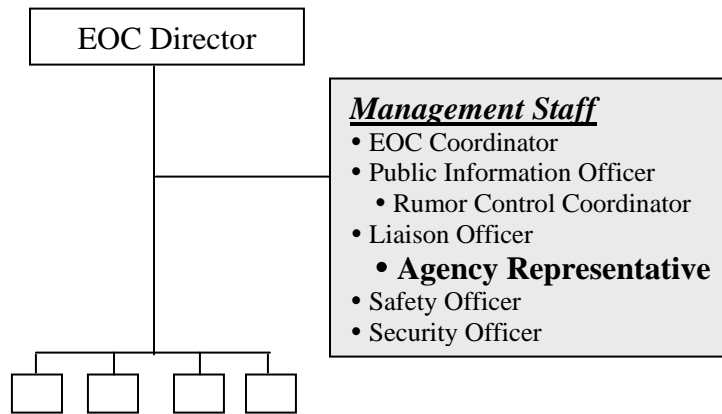 EOC Director
Management Staff
• EOC Coordinator
• Public Information Officer
• Rumor Control Coordinator
• Liaison Officer
• Agency Representative
• Safety Officer
• Security Officer